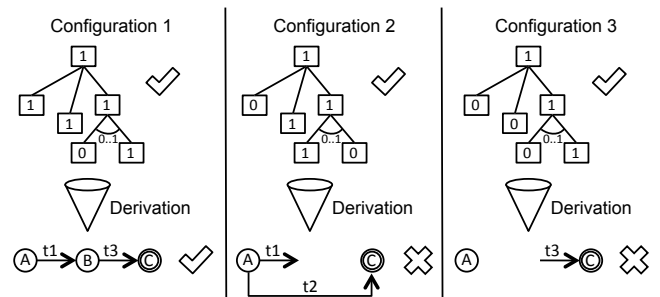 Configuration 1
1
1
1
1
0..1
0
1
Derivation
A t1 B t3 C
Configuration 2
1
0
1
1
0..1
1
0
Derivation
A t1 C
t2
Configuration 3
1
0
0
1
0..1
0
1
Derivation
A t3 C